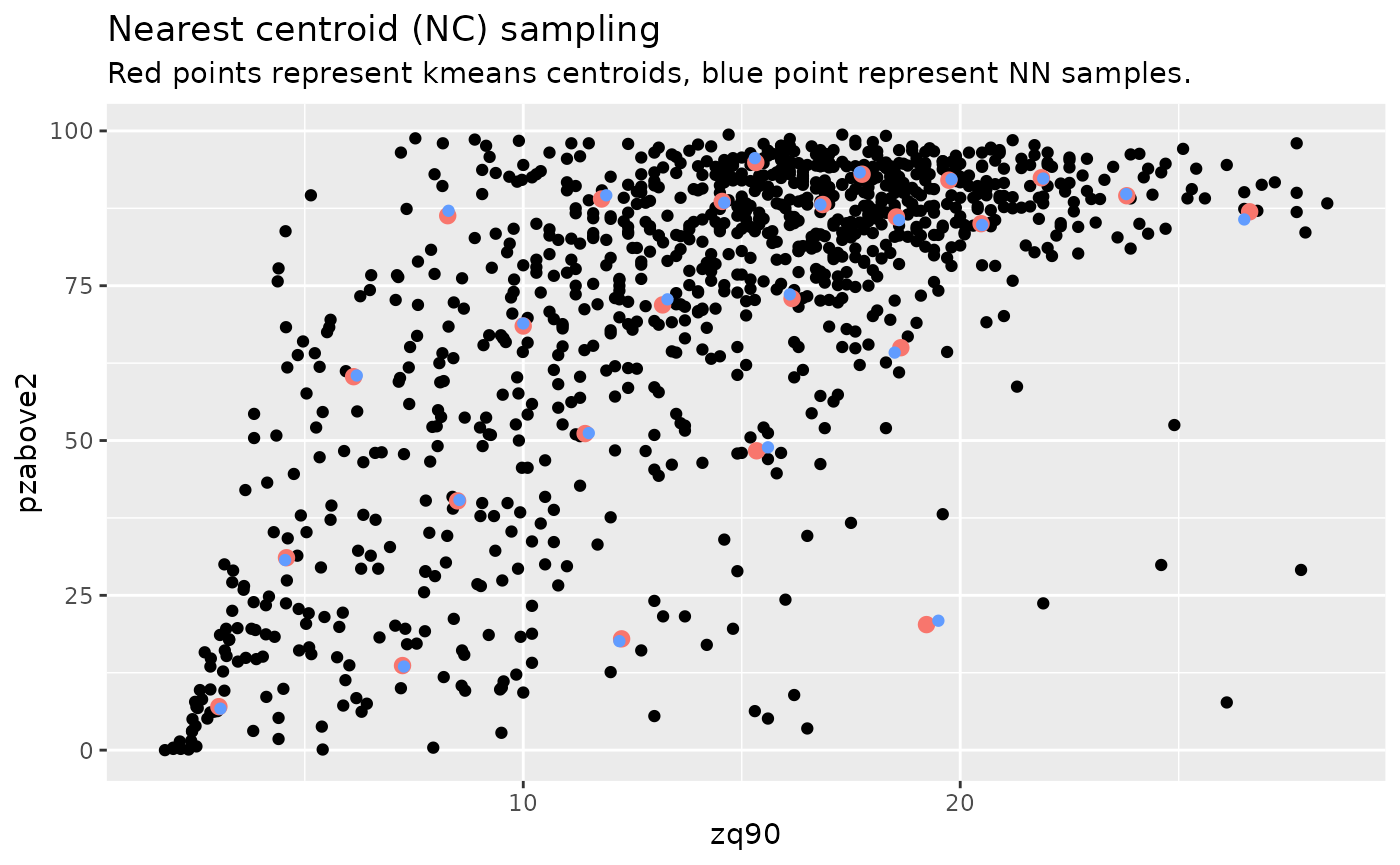 Nearest centroid (NC) sampling
Red points represent kmeans centroids, blue point represent NN samples.
100
75
50
25
0
pzabove2
10
20
zq90